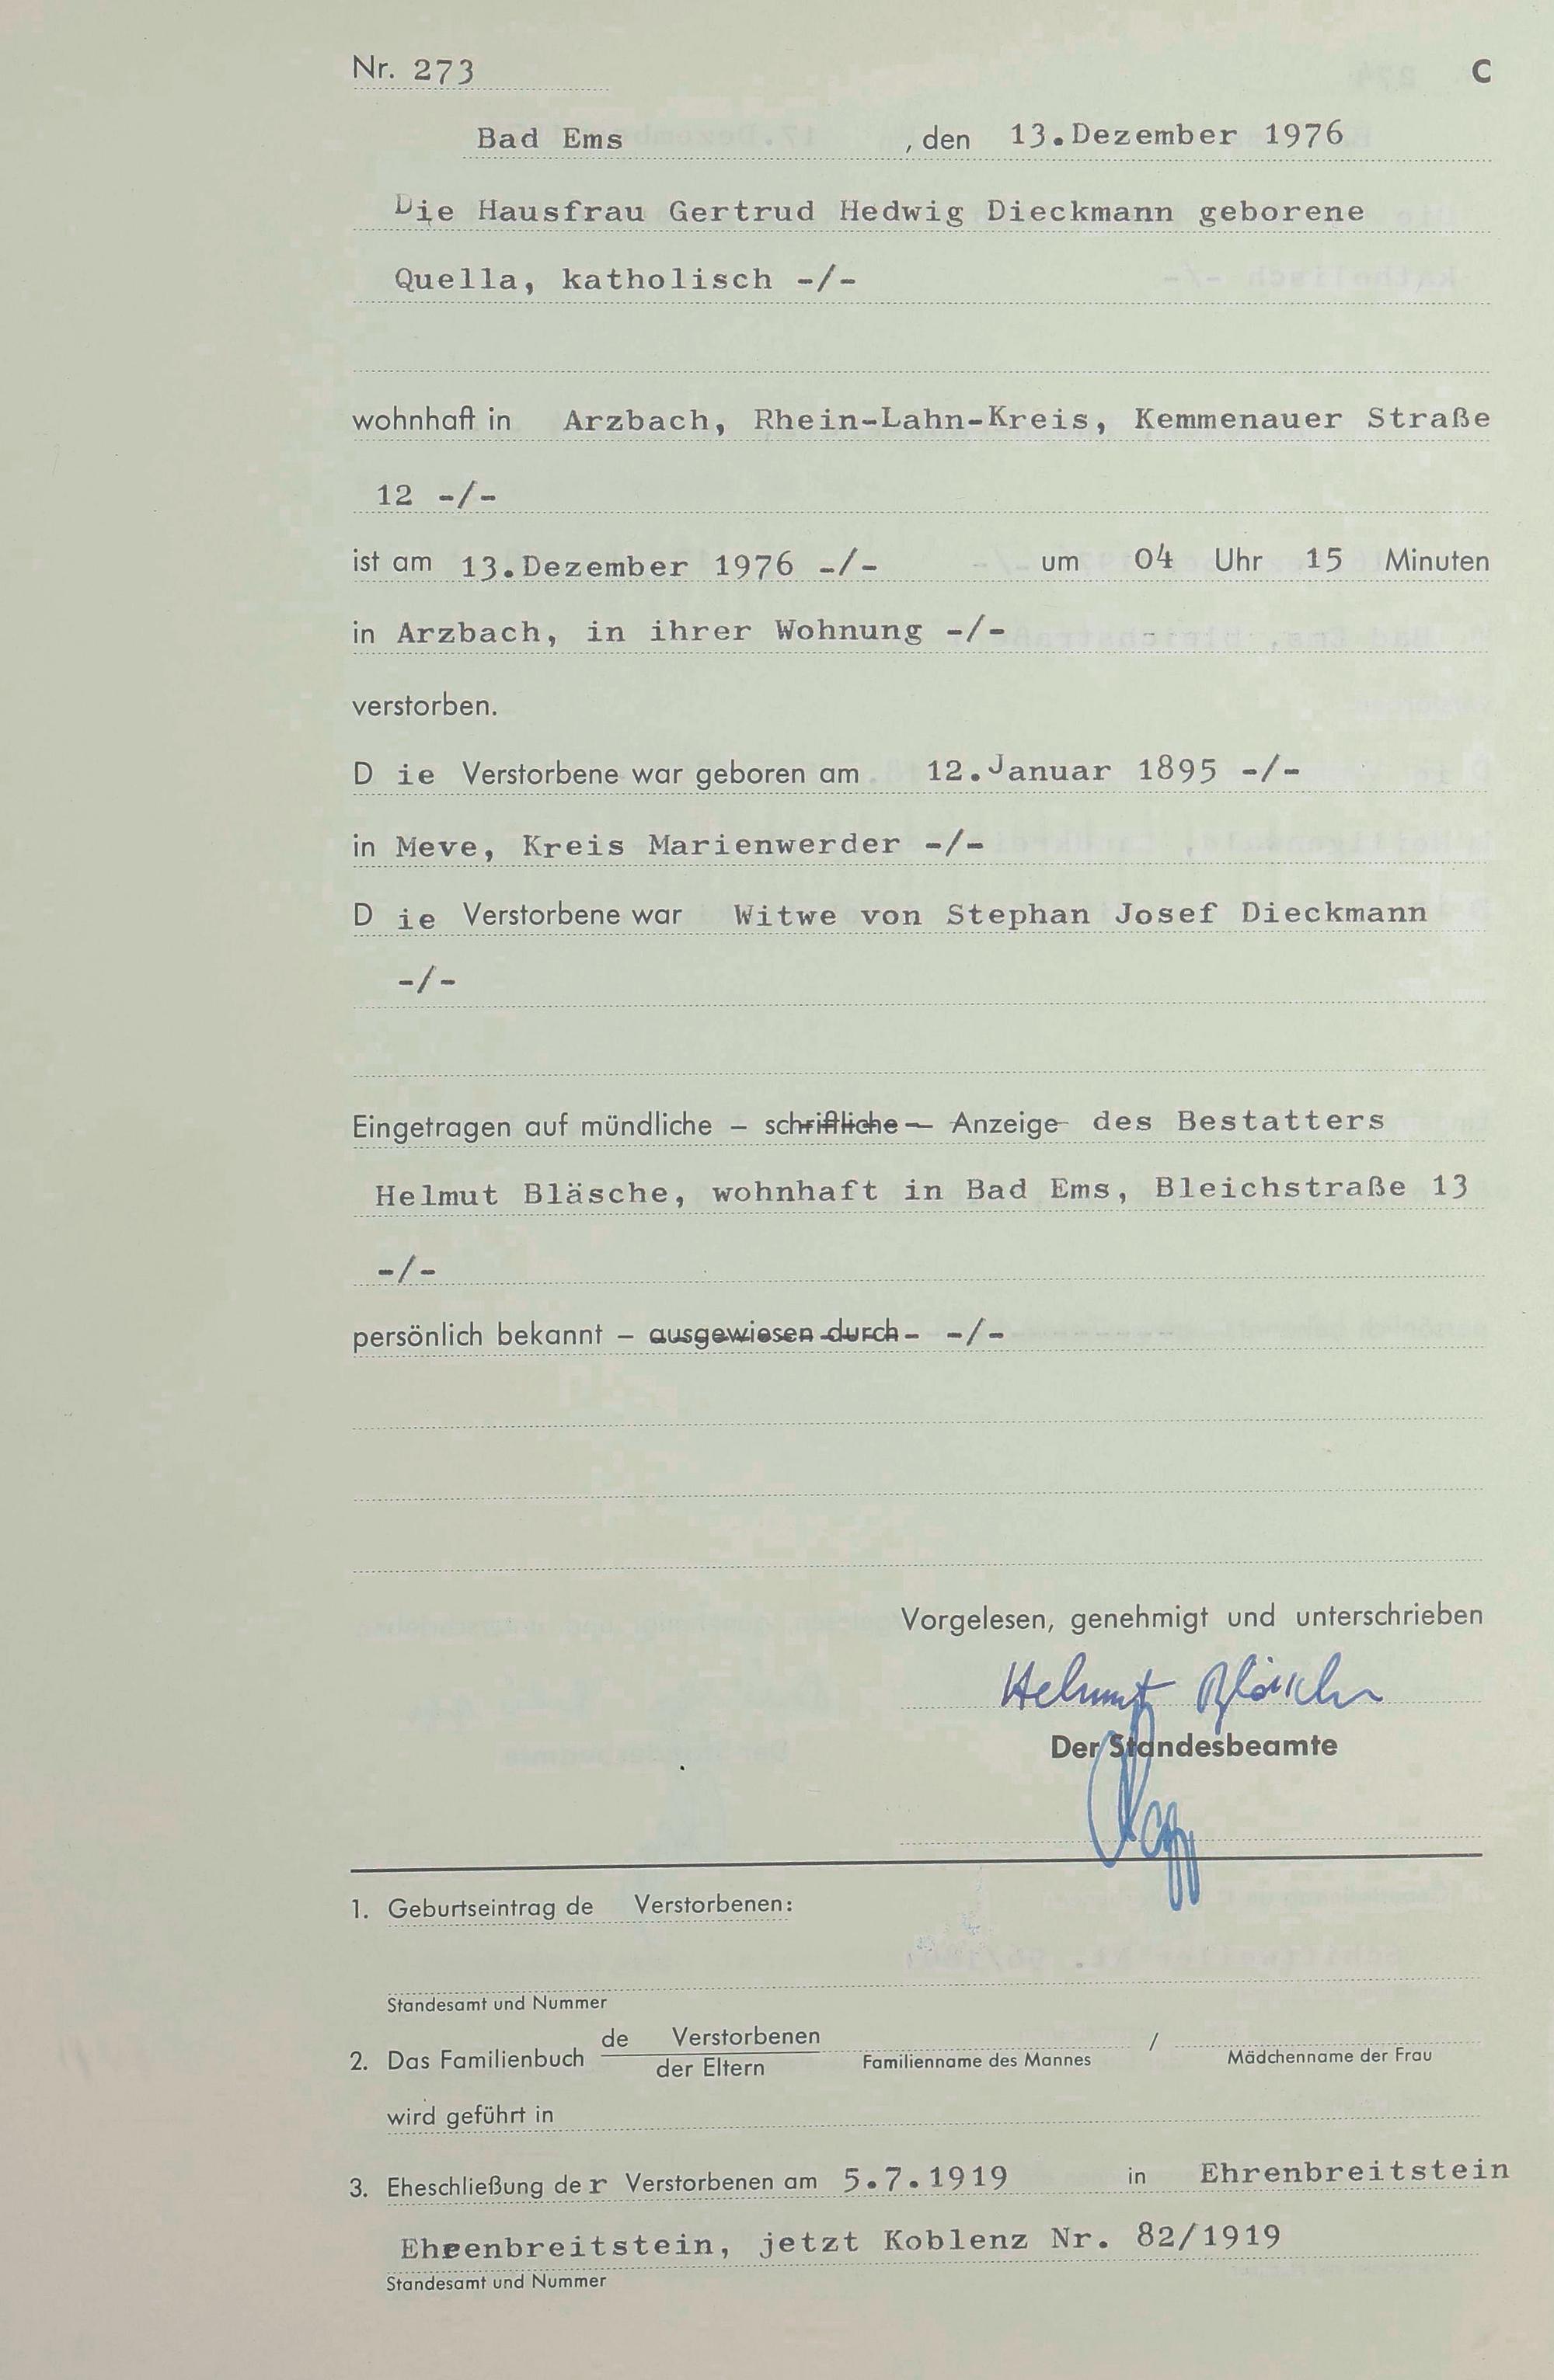 Nr. 273 C
Bad Ems , den 13.Dezember 1976
Die Hausfrau Gertrud Hedwig Dieckmann geborene
Quella, katholisch -/-
wohnhaft in Arzbach, Rhein-Lahn-Kreis, Kemmenauer Straße
12 -/-
ist am 13.Dezember 1976 -/- um 04 Uhr 15 Minuten
in Arzbach, in ihrer Wohnung -/-
verstorben.
D ie Verstorbene war geboren am 12.Januar 1895 -/-
in Meve, Kreis Marienwerder -/-
D ie Verstorbene war Witwe von Stephan Josef Dieckmann
-/-
Eingetragen auf mündliche – schriftliche – Anzeige des Bestatters
Helmut Bläsche, wohnhaft in Bad Ems, Bleichstraße 13
-/-
persönlich bekannt – ausgewiesen durch - -/-
Vorgelesen, genehmigt und unterschrieben
Helmut Bläsche
Der Standesbeamte
1. Geburtseintrag de Verstorbenen:
Standesamt und Nummer
2. Das Familienbuch de Verstorbenen / der Eltern Familienname des Mannes / Mädchenname der Frau
wird geführt in
3. Eheschließung der Verstorbenen am 5.7.1919 in Ehrenbreitstein
Ehrenbreitstein, jetzt Koblenz Nr. 82/1919
Standesamt und Nummer